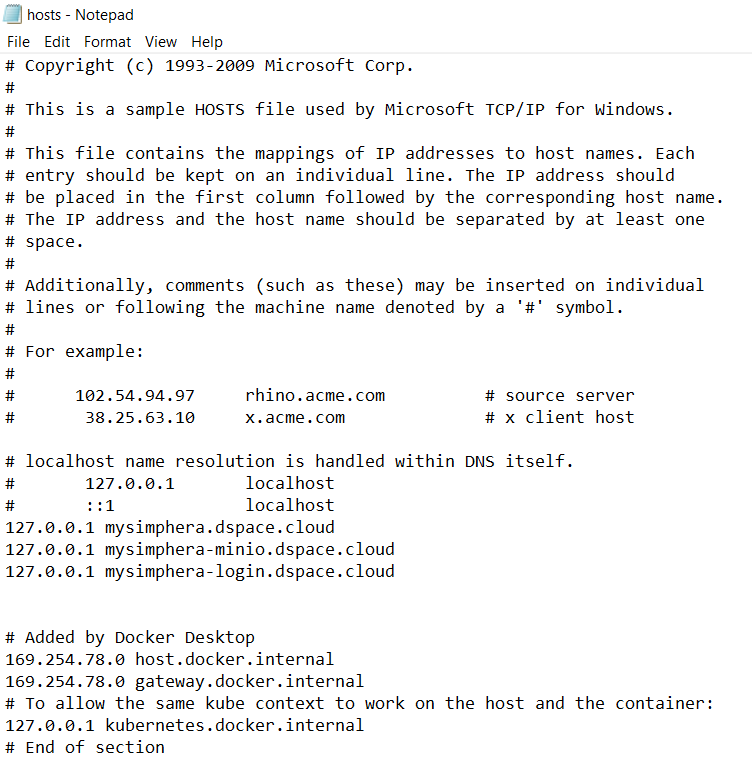 hosts - Notepad
File Edit Format View Help
# Copyright (c) 1993-2009 Microsoft Corp.
#
# This is a sample HOSTS file used by Microsoft TCP/IP for Windows.
#
# This file contains the mappings of IP addresses to host names. Each
# entry should be kept on an individual line. The IP address should
# be placed in the first column followed by the corresponding host name.
# The IP address and the host name should be separated by at least one
# space.
#
# Additionally, comments (such as these) may be inserted on individual
# lines or following the machine name denoted by a '#' symbol.
#
# For example:
#
#      102.54.94.97     rhino.acme.com          # source server
#       38.25.63.10     x.acme.com              # x client host

# localhost name resolution is handled within DNS itself.
#       127.0.0.1       localhost
#       ::1             localhost
127.0.0.1 mysimphera.dspace.cloud
127.0.0.1 mysimphera-minio.dspace.cloud
127.0.0.1 mysimphera-login.dspace.cloud


# Added by Docker Desktop
169.254.78.0 host.docker.internal
169.254.78.0 gateway.docker.internal
# To allow the same kube context to work on the host and the container:
127.0.0.1 kubernetes.docker.internal
# End of section